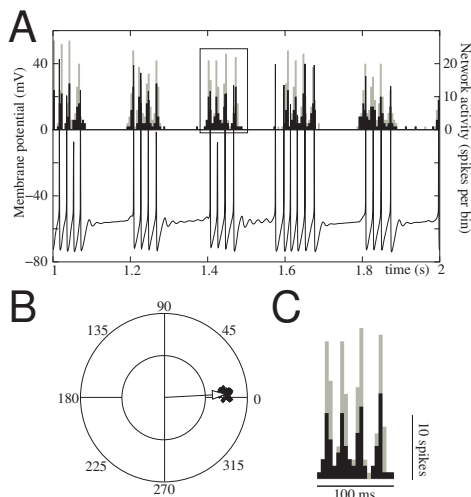 A
Membrane potential (mV)
40
0
−40
−80
20
10
0
Network activity (spikes per bin)
1
1.2
1.4
1.6
1.8
2
time (s)
B
90
135
45
180
0
225
315
270
C
10 spikes
100 ms